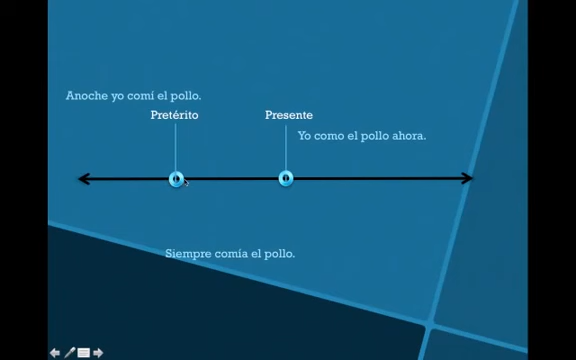 Anoche yo comí el pollo.
Pretérito
Presente
Yo como el pollo ahora.
Siempre comía el pollo.